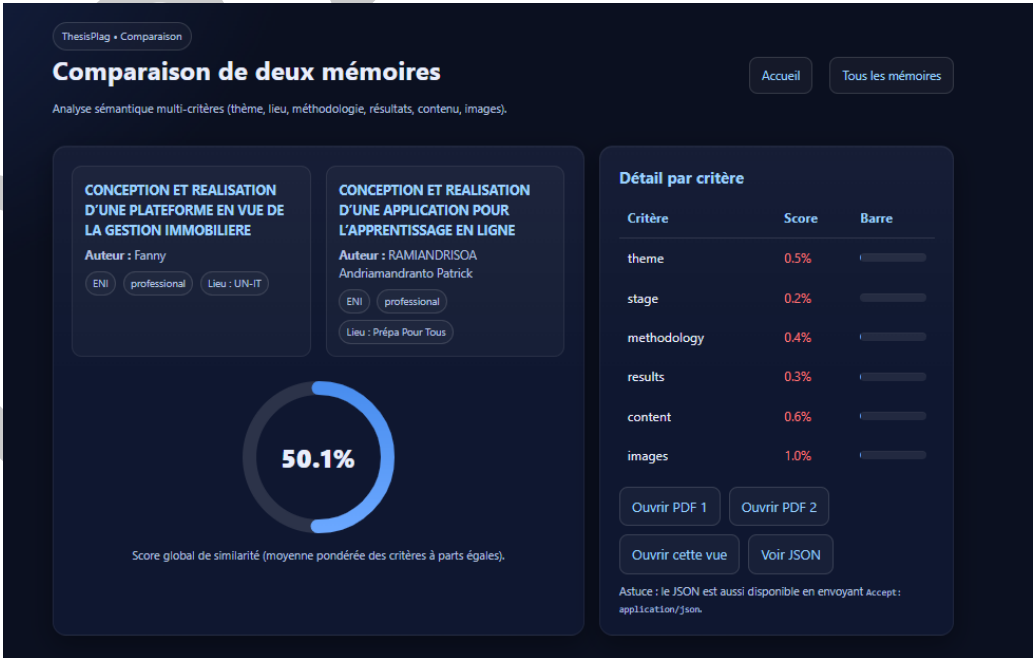 ThesisPlag • Comparaison
Comparaison de deux mémoires
Accueil
Tous les mémoires
Analyse sémantique multi-critères (thème, lieu, méthodologie, résultats, contenu, images).
CONCEPTION ET REALISATION
D’UNE PLATEFORME EN VUE DE
LA GESTION IMMOBILIERE
Auteur : Fanny
ENI
professional
Lieu : UN-IT
CONCEPTION ET REALISATION
D’UNE APPLICATION POUR
L’APPRENTISSAGE EN LIGNE
Auteur : RAMIANDRISOA
Andriamandranto Patrick
ENI
professional
Lieu : Prépa Pour Tous
50.1%
Score global de similarité (moyenne pondérée des critères à parts égales).
Détail par critère
Critère Score Barre
theme 0.5%
stage 0.2%
methodology 0.4%
results 0.3%
content 0.6%
images 1.0%
Ouvrir PDF 1
Ouvrir PDF 2
Ouvrir cette vue
Voir JSON
Astuce : le JSON est aussi disponible en envoyant Accept:
application/json.